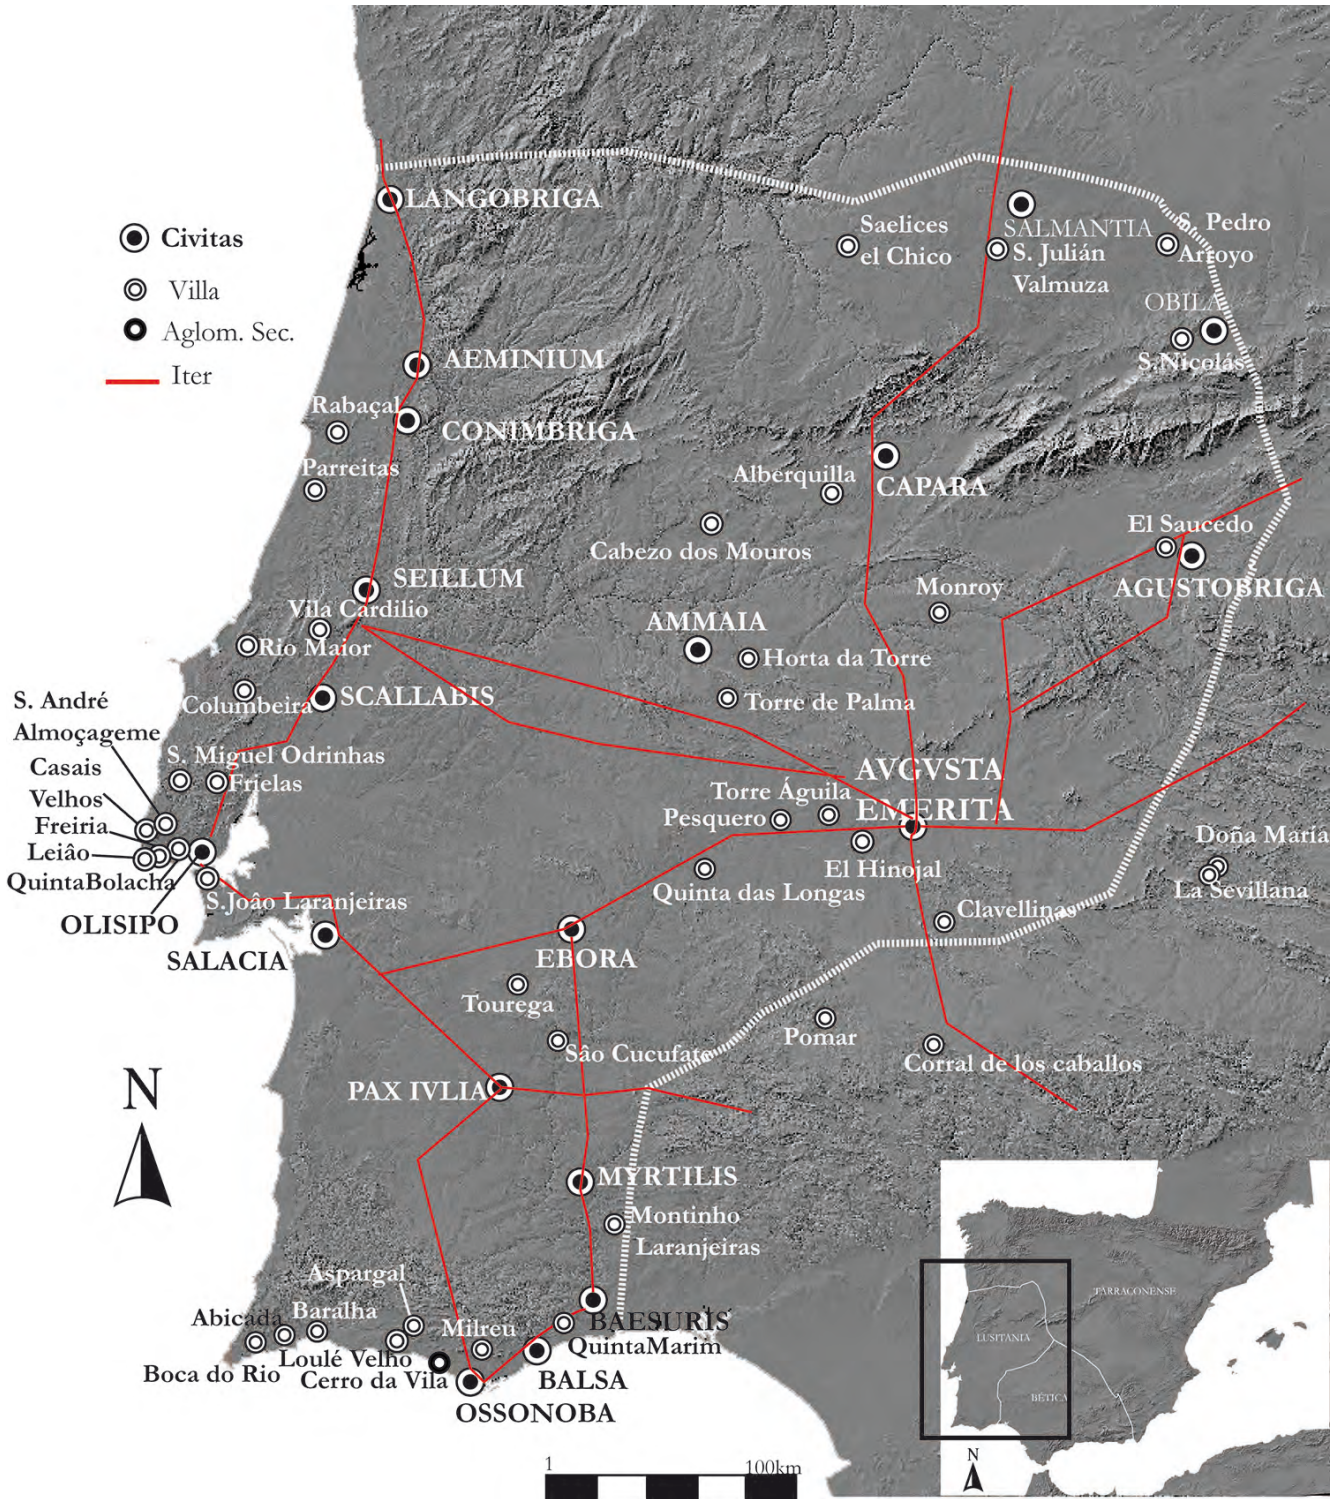 LANGOBRIGA
Civitas
Villa
Aglom. Sec.
Iter
Saelices
el Chico
SALMANTIA
S. Julián
Valmuza
S. Pedro
Arroyo
OBILA
S.Nicolás
AEMINIUM
Rabaçal
CONIMBRIGA
Parreitas
Alberquilla
CAPARA
Cabezo dos Mouros
El Saucedo
AGUSTOBRIGA
SEILLUM
Vila Cardilio
Monroy
AMMAIA
Rio Maior
Horta da Torre
Columbeira
SCALLABIS
Torre de Palma
S. André
Almoçageme
S. Miguel Odrinhas
Casais
Velhos
Frielas
Freiria
Leiâo
QuintaBolacha
OLISIPO
S.Joâo Laranjeiras
SALACIA
AVGVSTA
EMERITA
Torre Águila
Pesquero
El Hinojal
Quinta das Longas
Doña María
La Sevillana
Clavellinas
EBORA
Tourega
Sâo Cucufate
Pomar
Corral de los caballos
N
PAX IVLIA
MYRTILIS
Montinho
Laranjeiras
Aspargal
Abicada
Baralha
Milreu
BAESURIS
QuintaMarim
Boca do Rio
Loulé Velho
Cerro da Vila
BALSA
OSSONOBA
TARRACONENSE
LUSITANIA
BÉTICA
N
1
100km